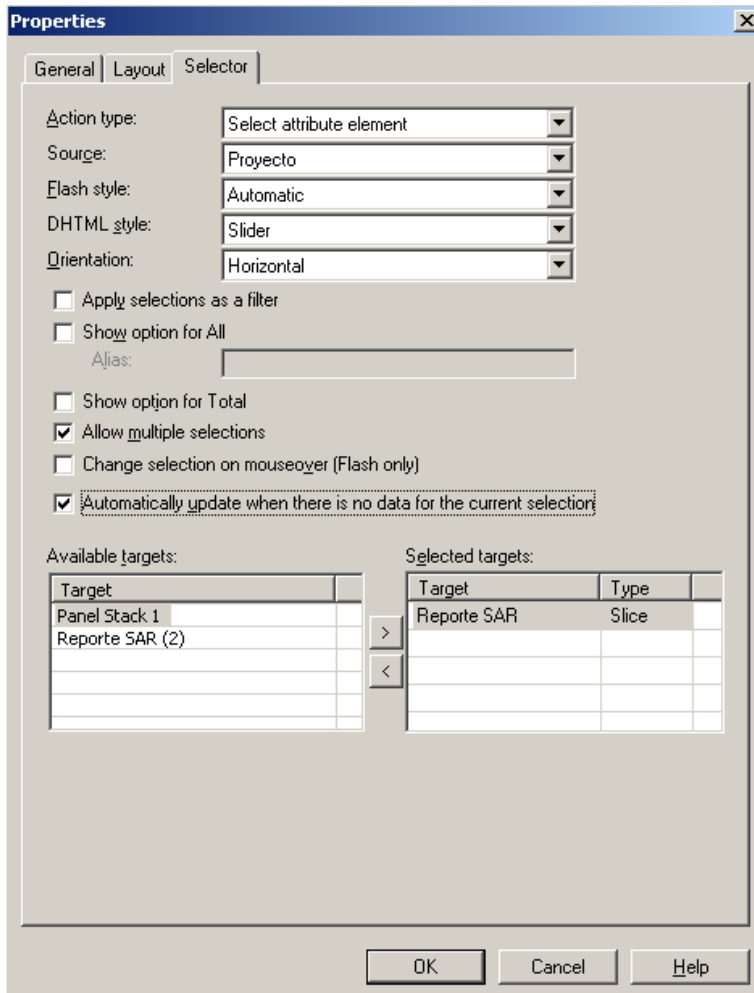 Properties
General Layout Selector
Action type: Select attribute element
Source: Proyecto
Flash style: Automatic
DHTML style: Slider
Orientation: Horizontal
Apply selections as a filter
Show option for All
Alias:
Show option for Total
Allow multiple selections
Change selection on mouseover (Flash only)
Automatically update when there is no data for the current selection
Available targets: Selected targets:
Target Target Type
Panel Stack 1 > Reporte SAR Slice
Reporte SAR (2)
<
OK Cancel Help